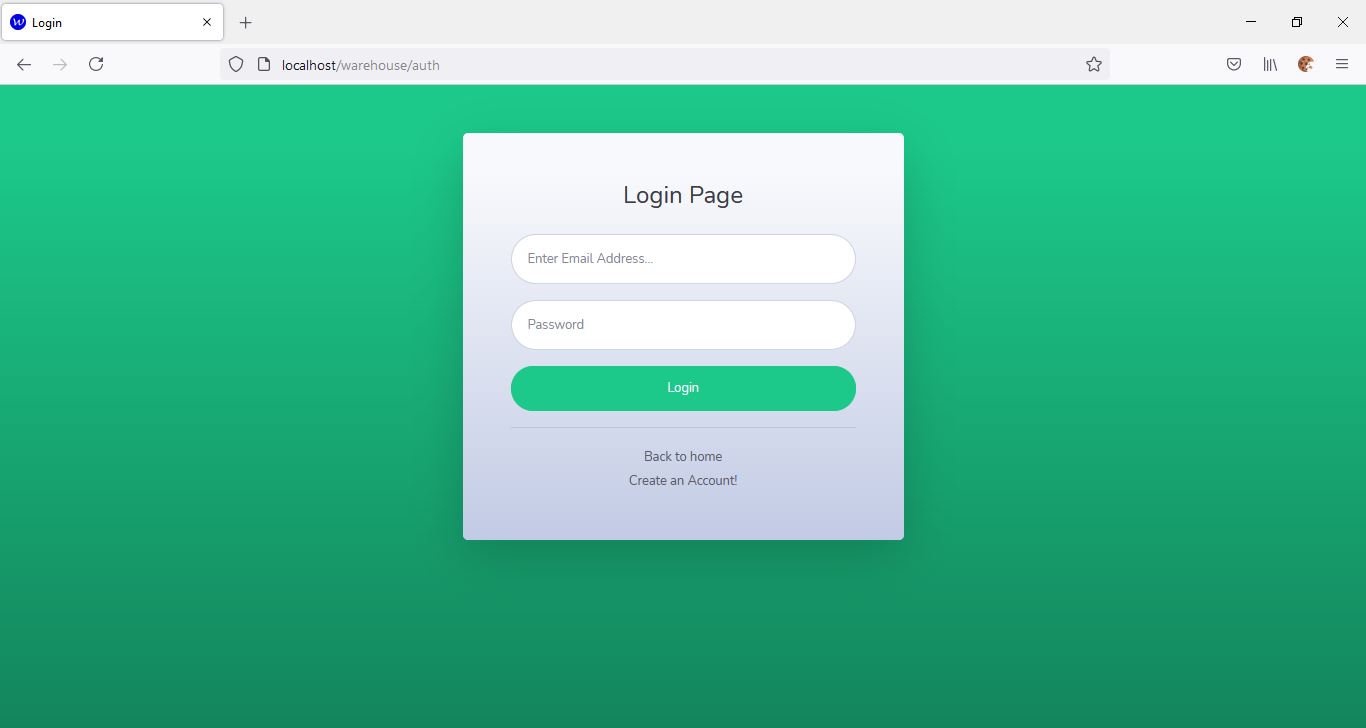 Login
localhost/warehouse/auth
Login Page
Enter Email Address...
Password
Login
Back to home
Create an Account!